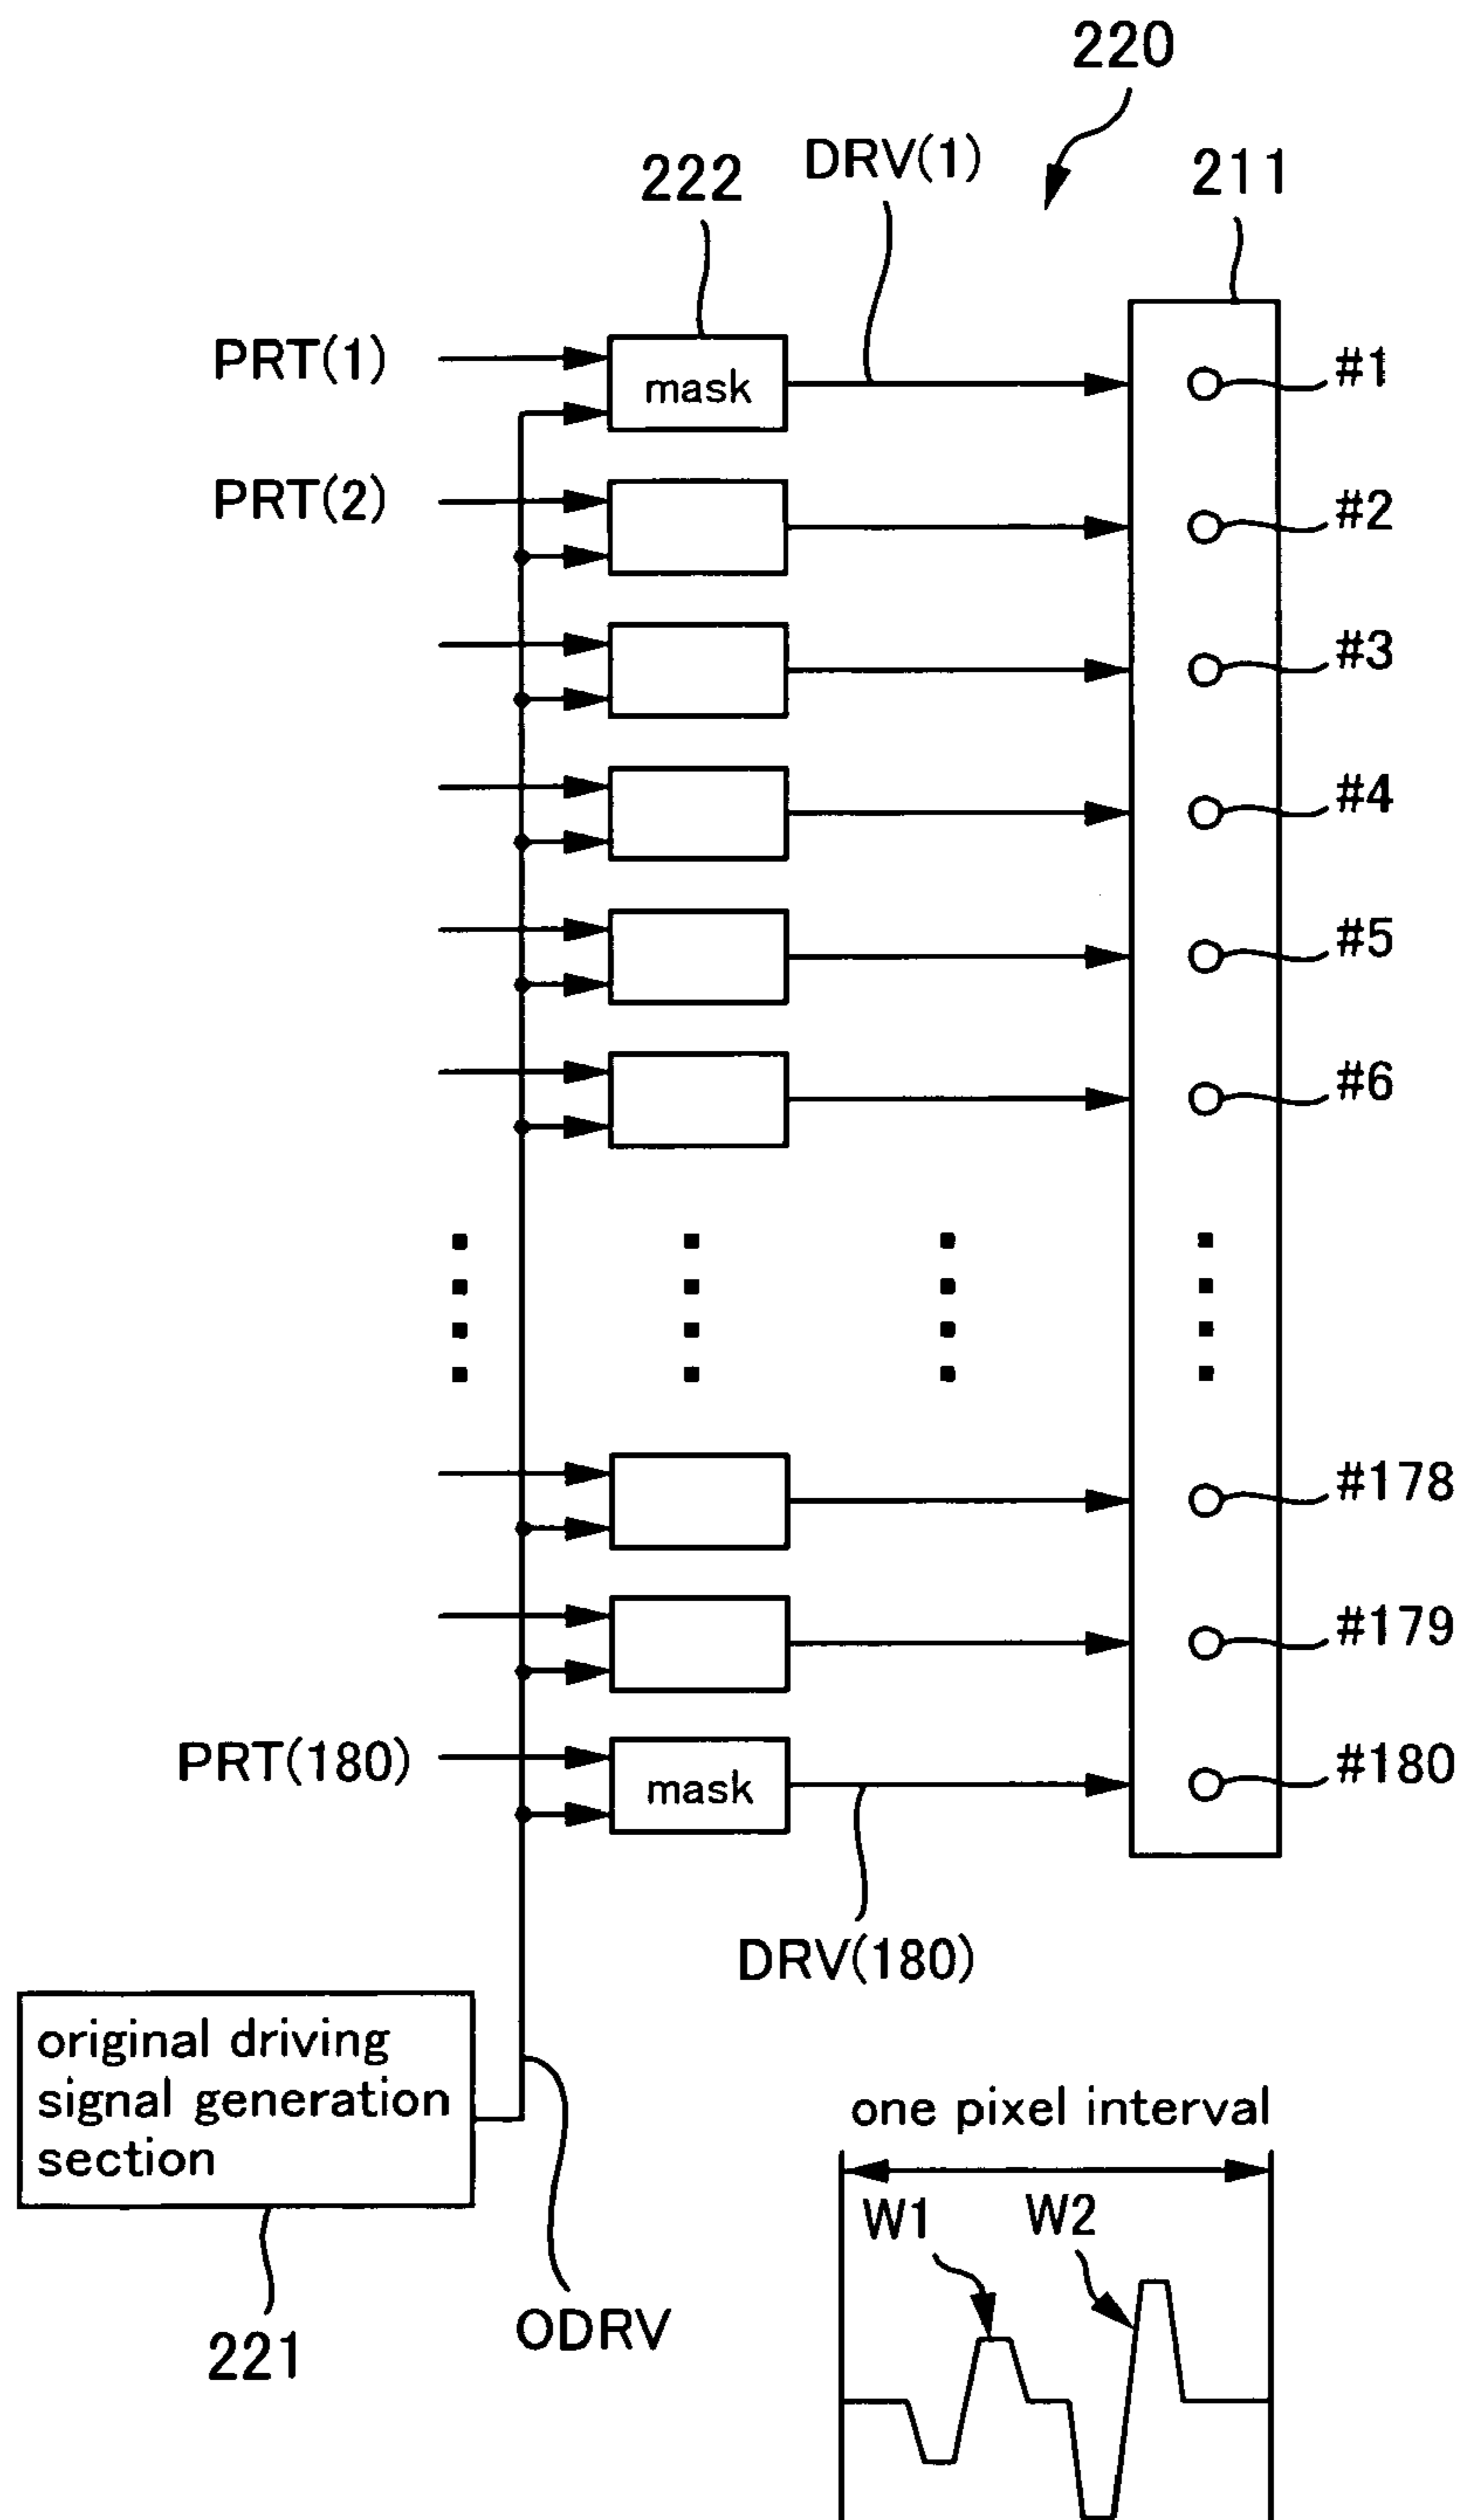 220
222
DRV(1)
211
PRT(1)
mask
#1
PRT(2)
#2
#3
#4
#5
#6
#178
#179
PRT(180)
mask
#180
DRV(180)
original driving
signal generation
section
221
ODRV
one pixel interval
W1
W2